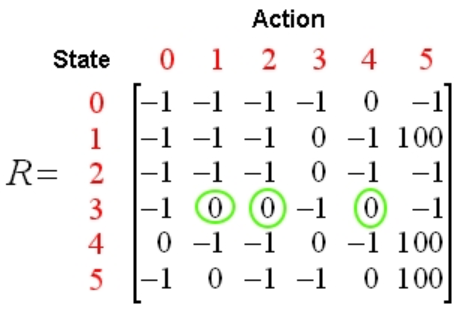 Action
State 0 1 2 3 4 5
0 −1 −1 −1 −1 0 −1
1 −1 −1 −1 0 −1 100
R= 2 −1 −1 −1 0 −1 −1
3 −1 0 0 −1 0 −1
4 0 −1 −1 0 −1 100
5 −1 0 −1 −1 0 100